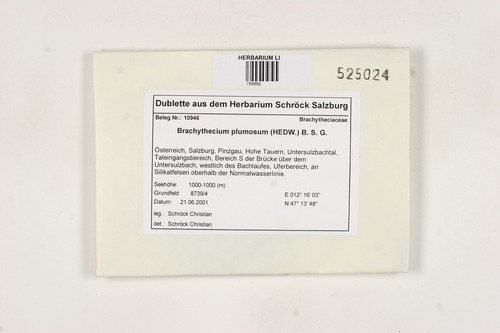 HERBARIUM LI
789882
525024
Dublette aus dem Herbarium Schröck Salzburg
Beleg Nr.: 10946 Brachytheciaceae
Brachythecium plumosum (HEDW.) B. S. G.
Österreich, Salzburg, Pinzgau, Hohe Tauern, Untersulzbachtal,
Taleingangsbereich, Bereich S der Brücke über dem
Untersulzbach, westlich des Bachlaufes, Uferbereich, an
Silikatfelsen oberhalb der Normalwasserlinie.
Seehöhe: 1000-1000 (m)
Grundfeld: 8739/4 E 012° 16' 03"
Datum: 21.06.2001 N 47° 13' 48"
leg.: Schröck Christian
det.: Schröck Christian